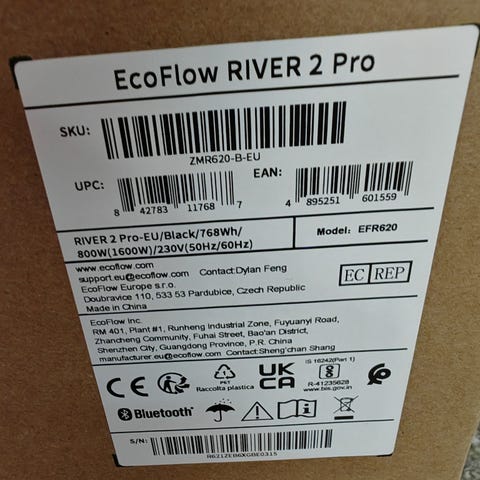 EcoFlow RIVER 2 Pro
SKU:
ZMR620-B-EU
UPC:
8 42783 11768 7
EAN:
4 895251 601559
RIVER 2 Pro-EU/Black/768Wh/
800W(1600W)/230V(50Hz/60Hz)
Model: EFR620
www.ecoflow.com
support.eu@ecoflow.com Contact:Dylan Feng
EcoFlow Europe s.r.o.
Doubravice 110, 533 53 Pardubice, Czech Republic
Made in China
EC REP
EcoFlow Inc.
RM 401, Plant#1, Runheng Industrial Zone, Fuyuanyi Road,
Zhancheng Community, Fuhai Street, Bao'an District,
Shenzhen City, Guangdong Province, P.R. China
manufacturer.eu@ecoflow.com Contact:Sheng'chan Shang
CE
PET
Raccolta plastica
UK
CA
IS 16242(Part 1)
R-41235628
www.bis.gov.in
Bluetooth®
S/N:
R621ZEB6XGBE0315